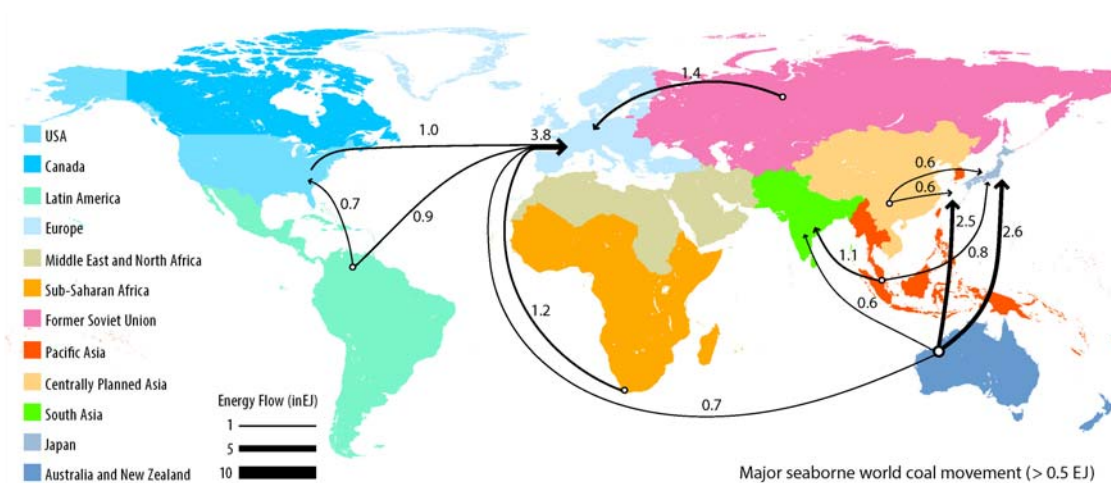 USA
Canada
Latin America
Europe
Middle East and North Africa
Sub-Saharan Africa
Former Soviet Union
Pacific Asia
Centrally Planned Asia
South Asia
Japan
Australia and New Zealand
Energy Flow (inEJ)
1
5
10
1.0
3.8
1.4
0.7
0.9
1.2
0.6
0.6
2.5
2.6
0.8
1.1
0.6
0.7
Major seaborne world coal movement (> 0.5 EJ)